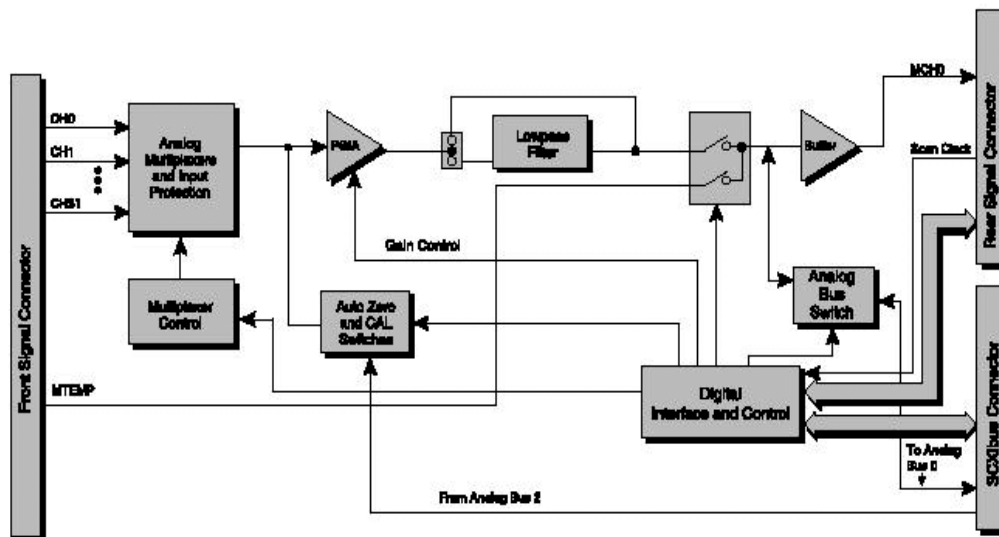 MCH0
CH0
Analog
Multiplexers
and Input
Protection
CH1
PGIA
Lowpass
Filter
Buffer
Scan Clock
CH31
Rear Signal Connector
Gain Control
Multiplexer
Control
Auto Zero
and CAL
Switches
Analog
Bus
Switch
Front Signal Connector
MTEMP
Digital
Interface and Control
SCXIbus Connector
To Analog
Bus 0
From Analog Bus 2